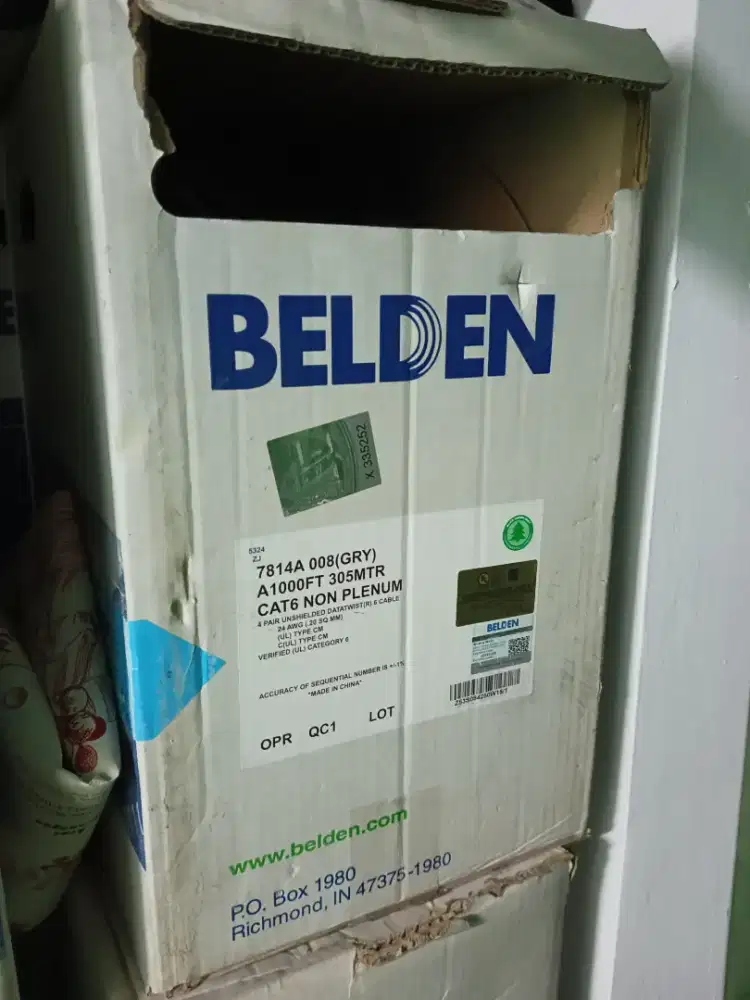 BELDEN
X 335252
5324
ZJ
7814A 008(GRY)
A1000FT 305MTR
CAT6 NON PLENUM
4 PAIR UNSHIELDED DATATWIST(R) 6 CABLE
24 AWG (.20 SQ MM)
(UL) TYPE CM
C(UL) TYPE CM
VERIFIED (UL) CATEGORY 6
ACCURACY OF SEQUENTIAL NUMBER IS +/-1%
*MADE IN CHINA*
OPR QC1 LOT
BELDEN
www.belden.com
P.O. Box 1980
Richmond, IN 47375-1980